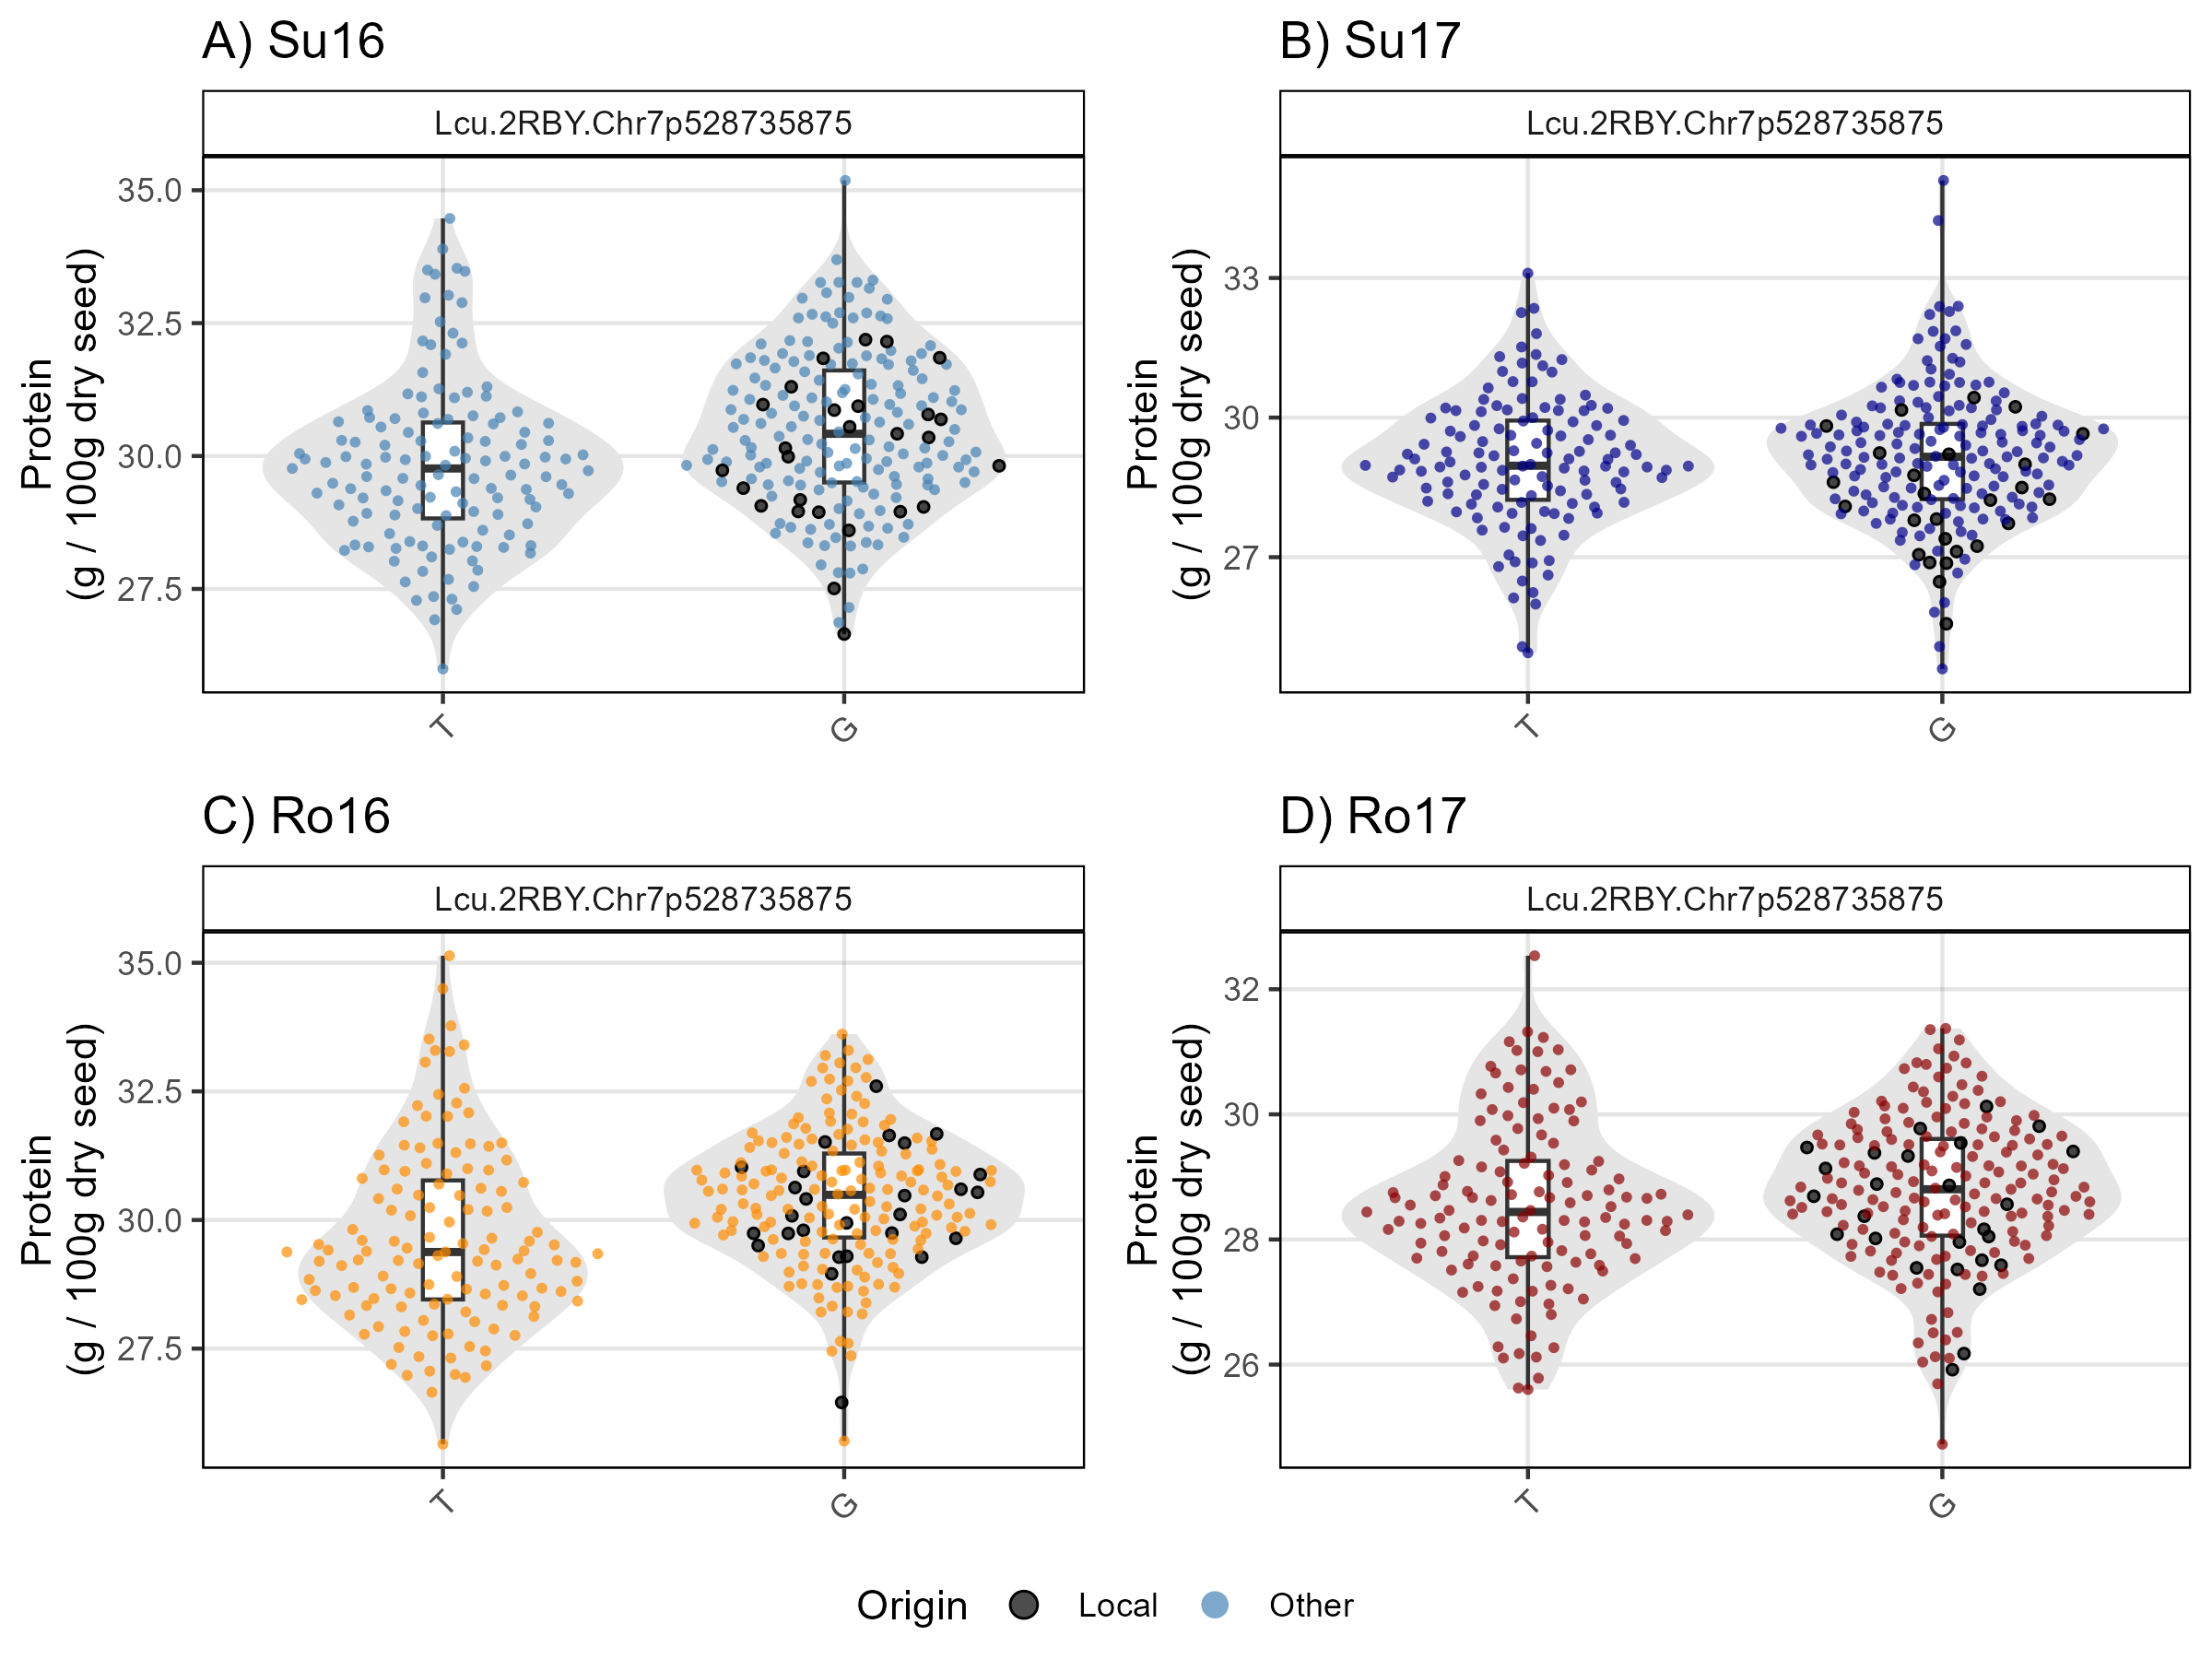 A) Su16
Lcu.2RBY.Chr7p528735875
Protein
(g / 100g dry seed)
35.0
32.5
30.0
27.5
T
G
B) Su17
Lcu.2RBY.Chr7p528735875
Protein
(g / 100g dry seed)
33
30
27
T
G
C) Ro16
Lcu.2RBY.Chr7p528735875
Protein
(g / 100g dry seed)
35.0
32.5
30.0
27.5
T
G
D) Ro17
Lcu.2RBY.Chr7p528735875
Protein
(g / 100g dry seed)
32
30
28
26
T
G
Origin
Local
Other